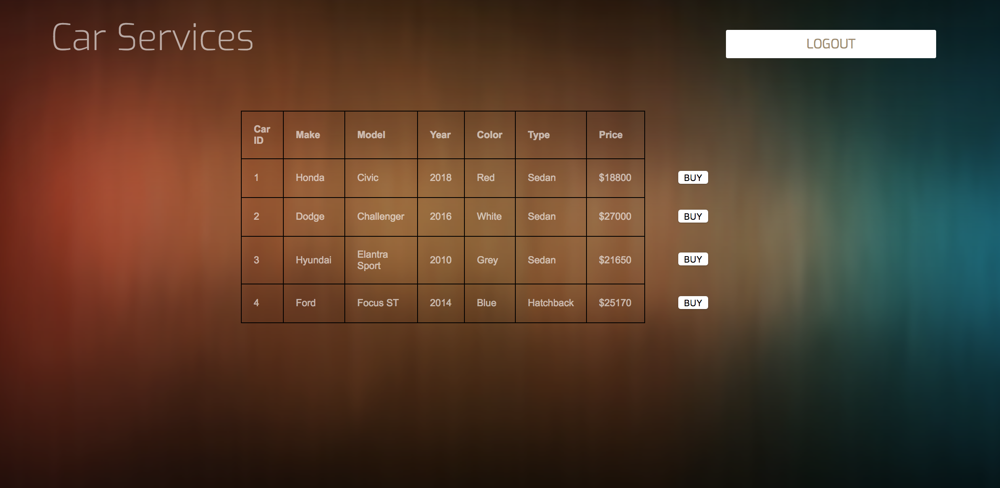 Car Services
LOGOUT
Car
ID
Make
Model
Year
Color
Type
Price
1
Honda
Civic
2018
Red
Sedan
$18800
BUY
2
Dodge
Challenger
2016
White
Sedan
$27000
BUY
3
Hyundai
Elantra
Sport
2010
Grey
Sedan
$21650
BUY
4
Ford
Focus ST
2014
Blue
Hatchback
$25170
BUY